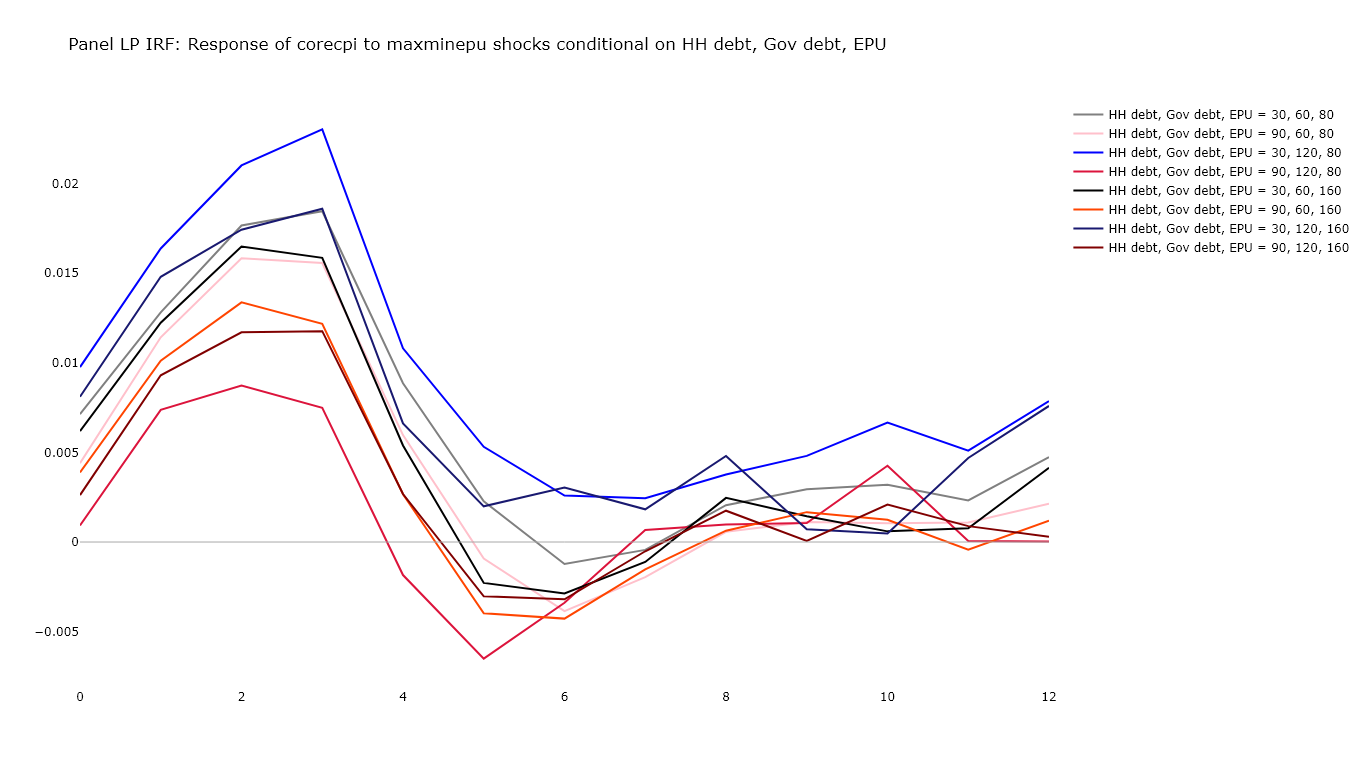 Panel LP IRF: Response of corecpi to maxminepu shocks conditional on HH debt, Gov debt, EPU
HH debt, Gov debt, EPU = 30, 60, 80
HH debt, Gov debt, EPU = 90, 60, 80
HH debt, Gov debt, EPU = 30, 120, 80
HH debt, Gov debt, EPU = 90, 120, 80
HH debt, Gov debt, EPU = 30, 60, 160
HH debt, Gov debt, EPU = 90, 60, 160
HH debt, Gov debt, EPU = 30, 120, 160
HH debt, Gov debt, EPU = 90, 120, 160
0.02
0.015
0.01
0.005
0
−0.005
0 2 4 6 8 10 12